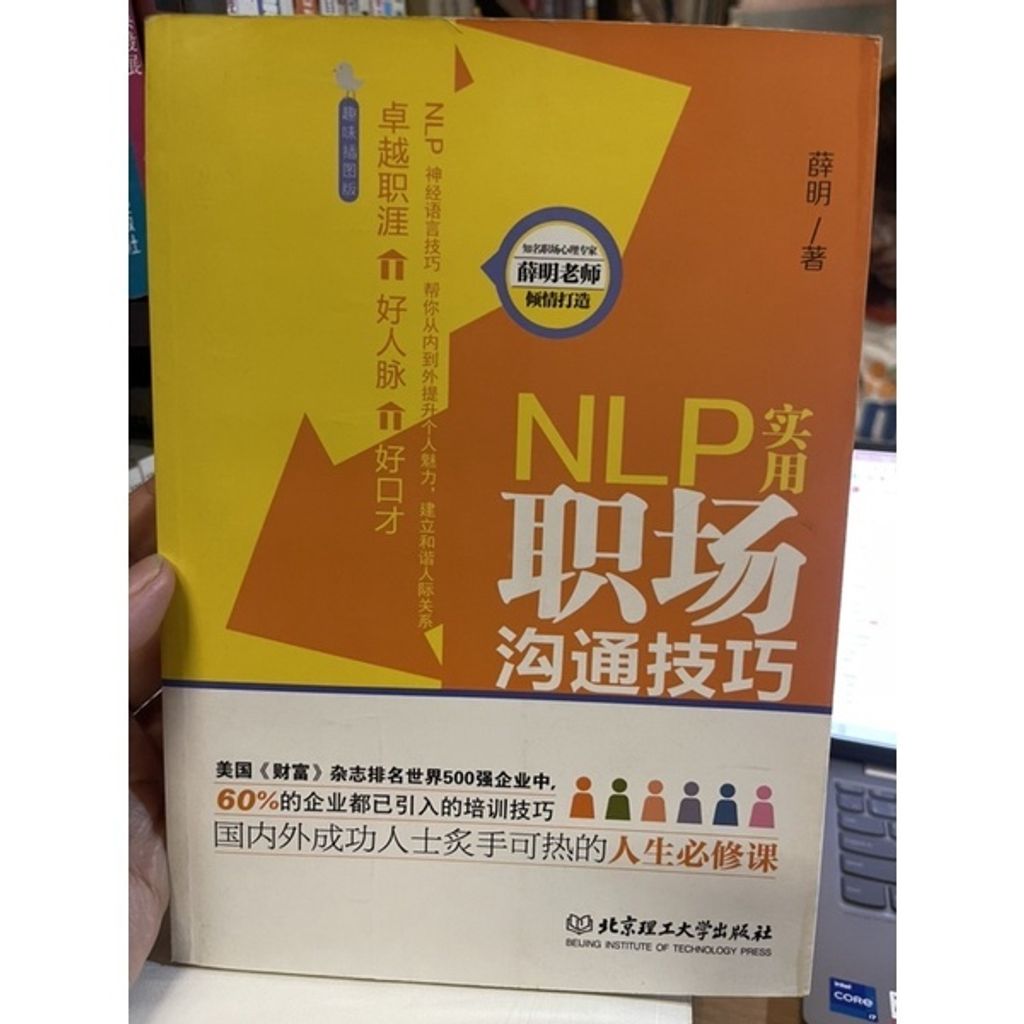 趣味插图版
卓越职涯 好人脉 好口才
NLP 神经语言技巧 帮你从内到外提升个人魅力，建立和谐人际关系
薛明/著
知名职场心理专家
薛明老师
倾情打造
NLP实用
职场
沟通技巧
美国《财富》杂志排名世界500强企业中,
60%的企业都已引入的培训技巧
国内外成功人士炙手可热的人生必修课
北京理工大学出版社
BEIJING INSTITUTE OF TECHNOLOGY PRESS
intel
CORE
i7